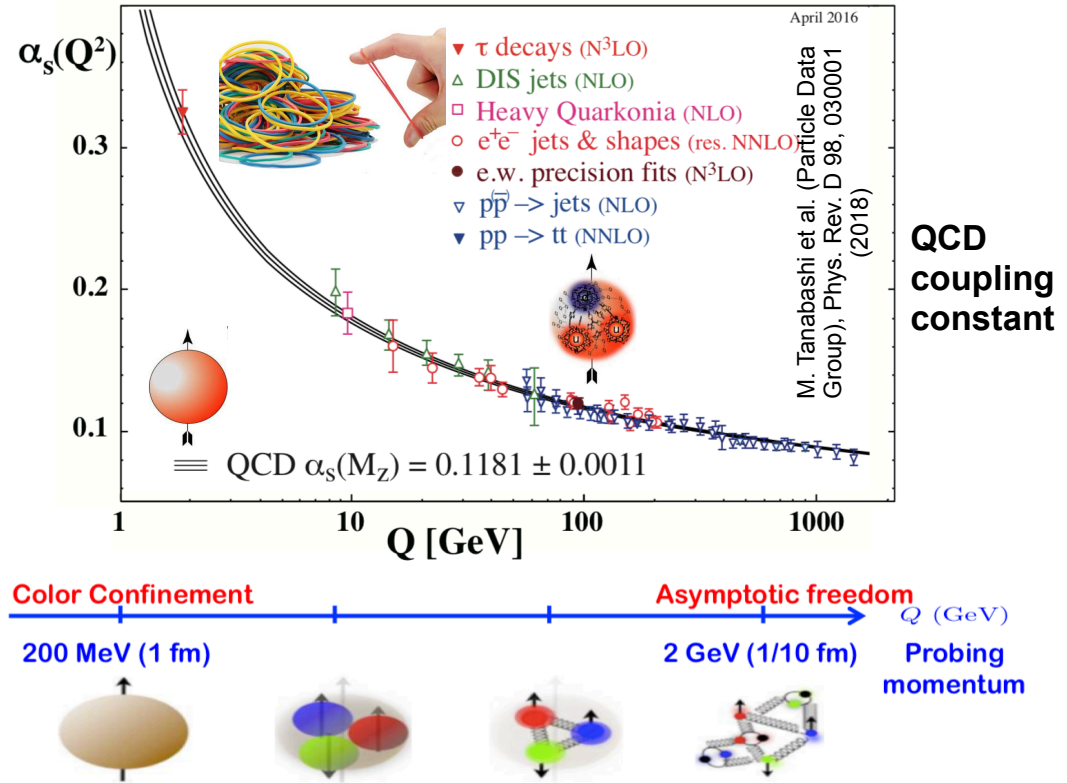 April 2016
αₛ(Q²)
τ decays (N³LO)
DIS jets (NLO)
Heavy Quarkonia (NLO)
e⁺e⁻ jets & shapes (res. NNLO)
e.w. precision fits (N³LO)
pp(̄) –> jets (NLO)
pp –> tt (NNLO)
M. Tanabashi et al. (Particle Data
Group), Phys. Rev. D 98, 030001
(2018)
QCD
coupling
constant
0.3
0.2
0.1
u
u
QCD αₛ(M_Z) = 0.1181 ± 0.0011
1
10
100
1000
Q [GeV]
Color Confinement
Asymptotic freedom
Q (GeV)
200 MeV (1 fm)
2 GeV (1/10 fm)
Probing
momentum